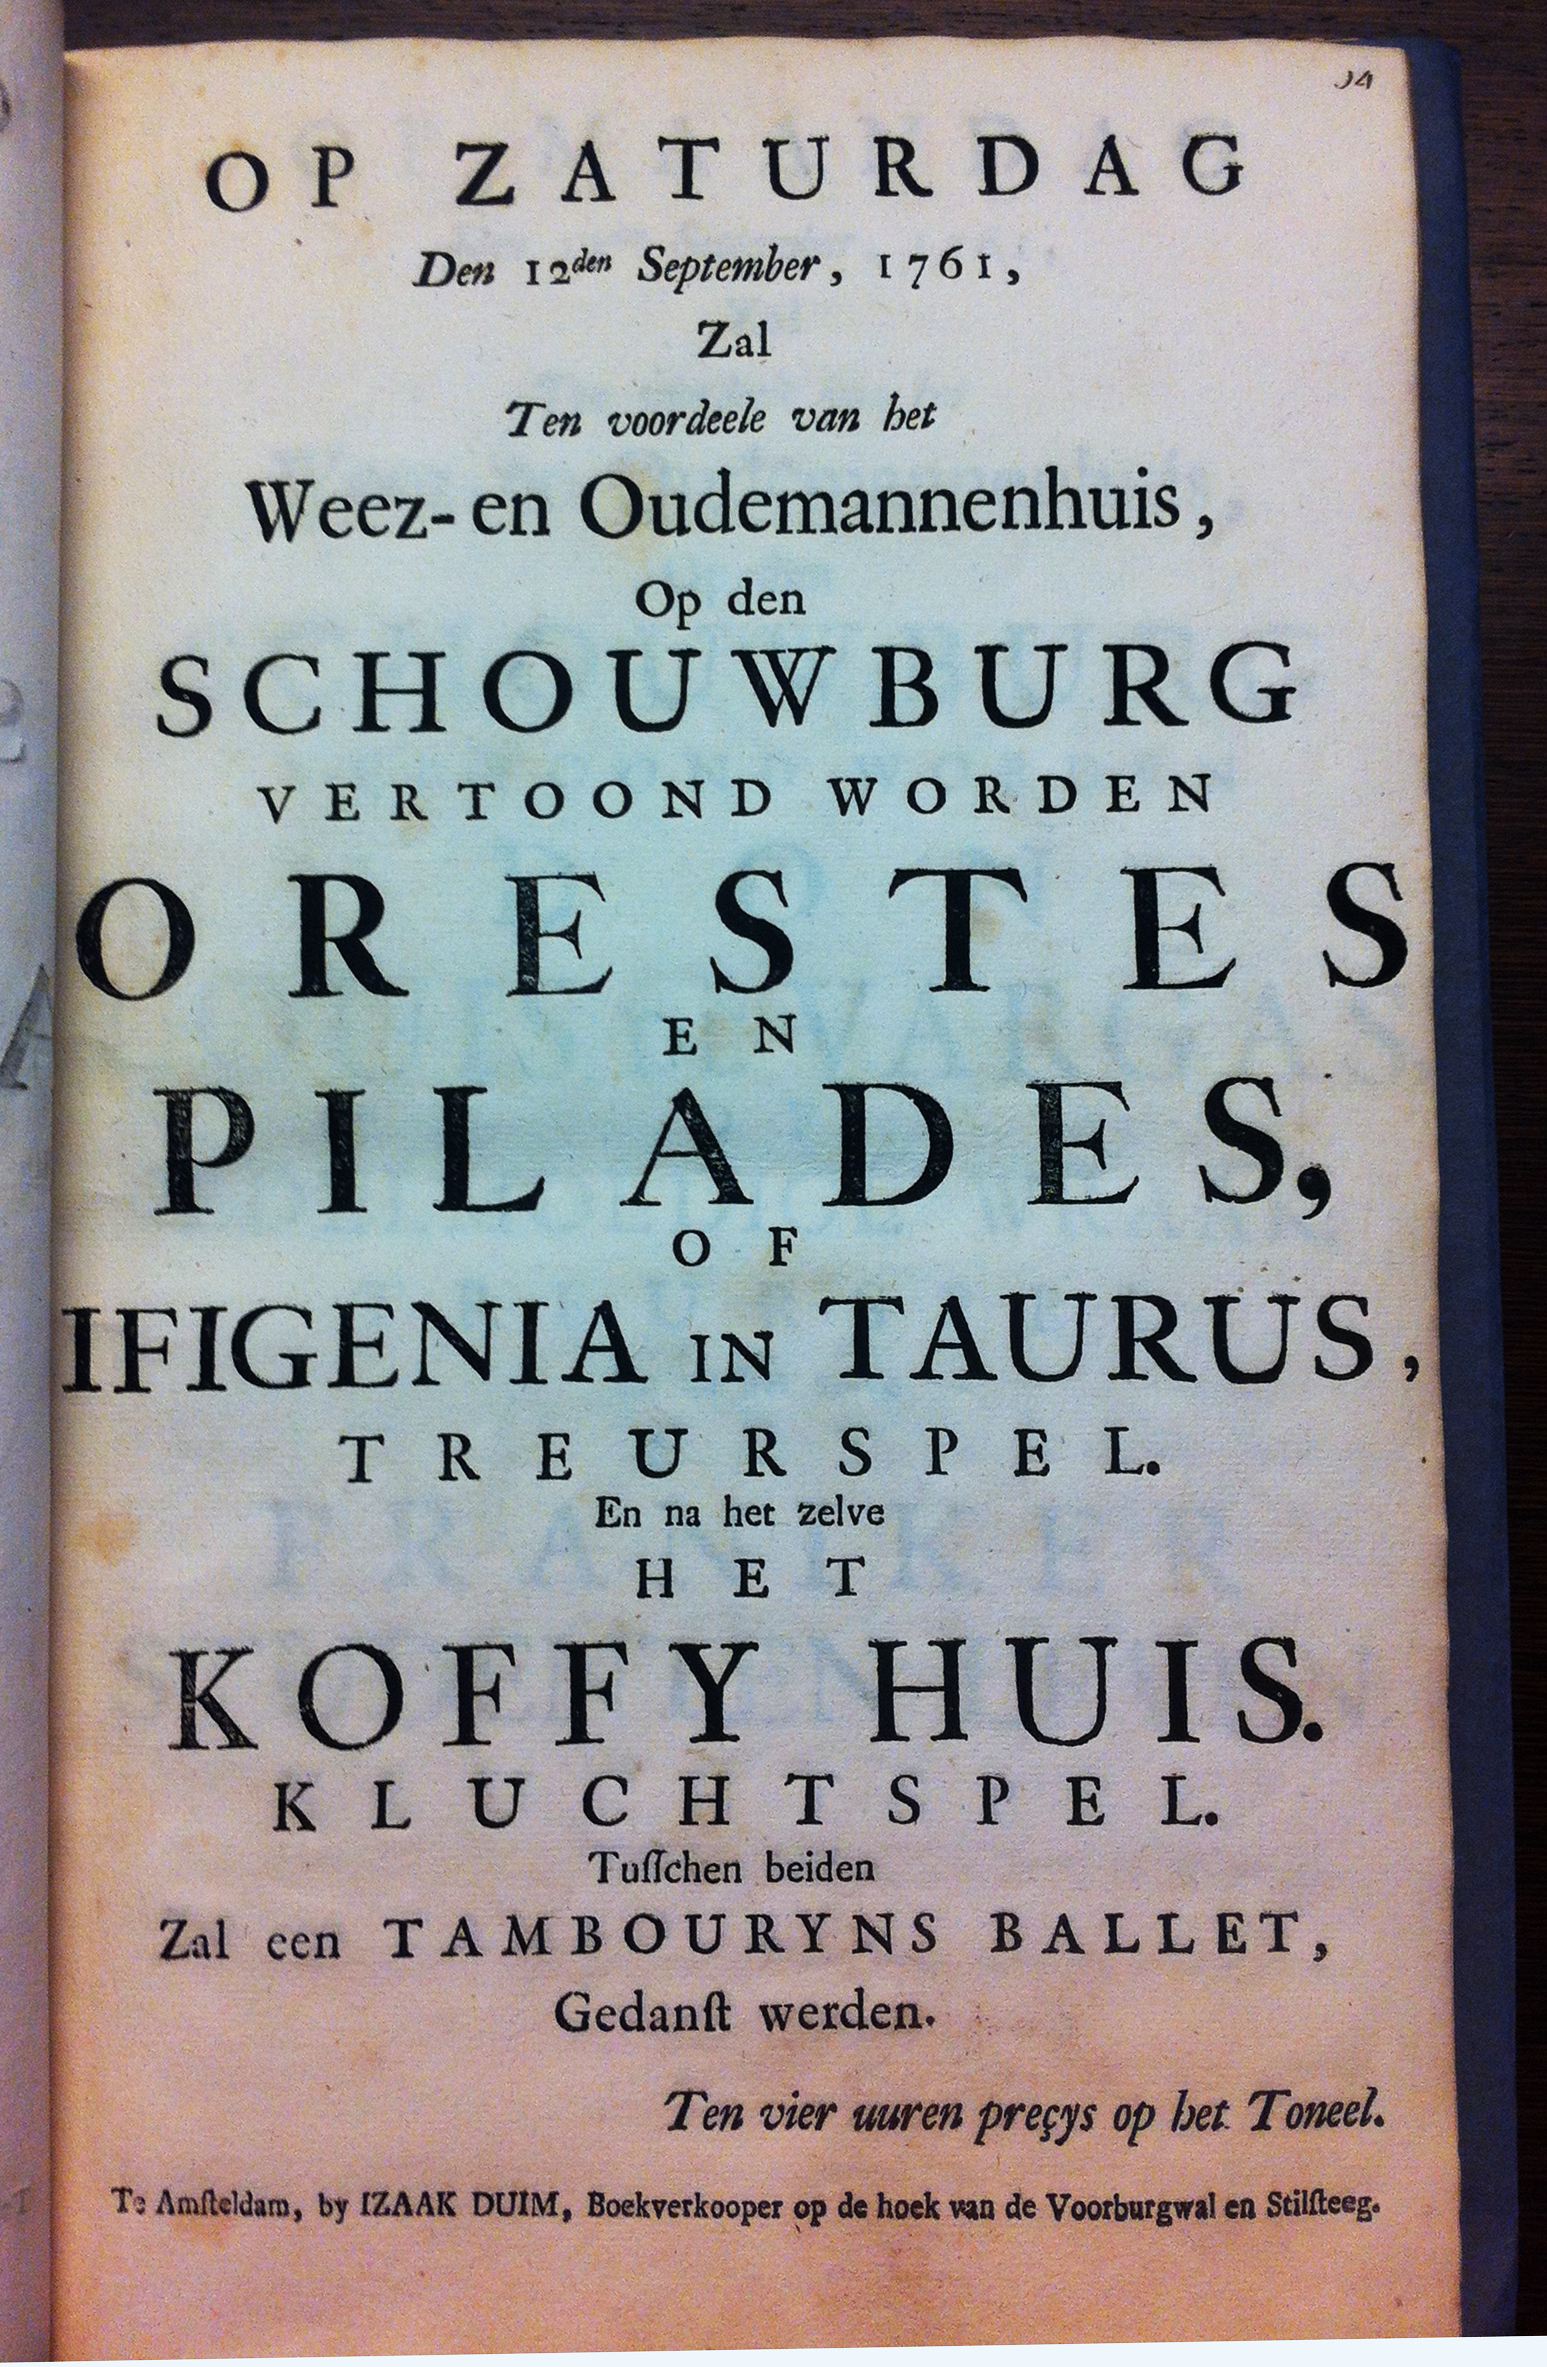 OP ZATURDAG
Den 12den September, 1761,
Zal
Ten voordeele van het
Weez- en Oudemannenhuis,
Op den
SCHOUWBURG
VERTOOND WORDEN
ORESTES
EN
PILADES,
OF
IFIGENIA IN TAURUS,
TREURSPEL.
En na het zelve
HET
KOFFY HUIS.
KLUCHTSPEL.
Tuſſchen beiden
Zal een TAMBOURYNS BALLET,
Gedanſt werden.
Ten vier uuren preçys op het Toneel.
Te Amſteldam, by IZAAK DUIM, Boekverkooper op de hoek van de Voorburgwal en Stilſteeg.